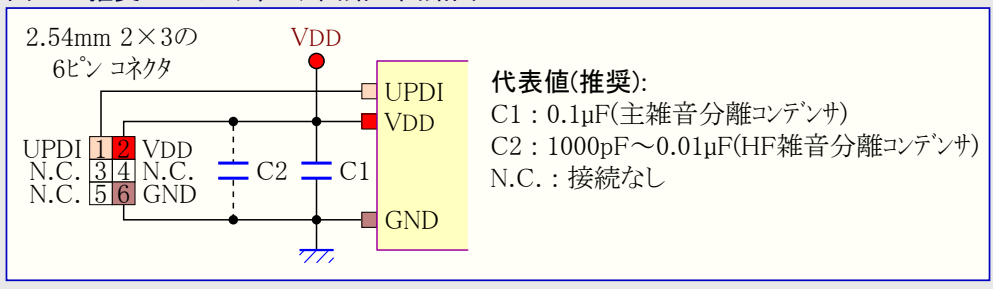 2.54mm 2×3の
6ピン コネクタ
VDD
UPDI
VDD
GND
UPDI 1 2 VDD
N.C. 3 4 N.C.
N.C. 5 6 GND
C2
C1
代表値(推奨):
C1 : 0.1μF(主雑音分離コンデンサ)
C2 : 1000pF～0.01μF(HF雑音分離コンデンサ)
N.C. : 接続なし